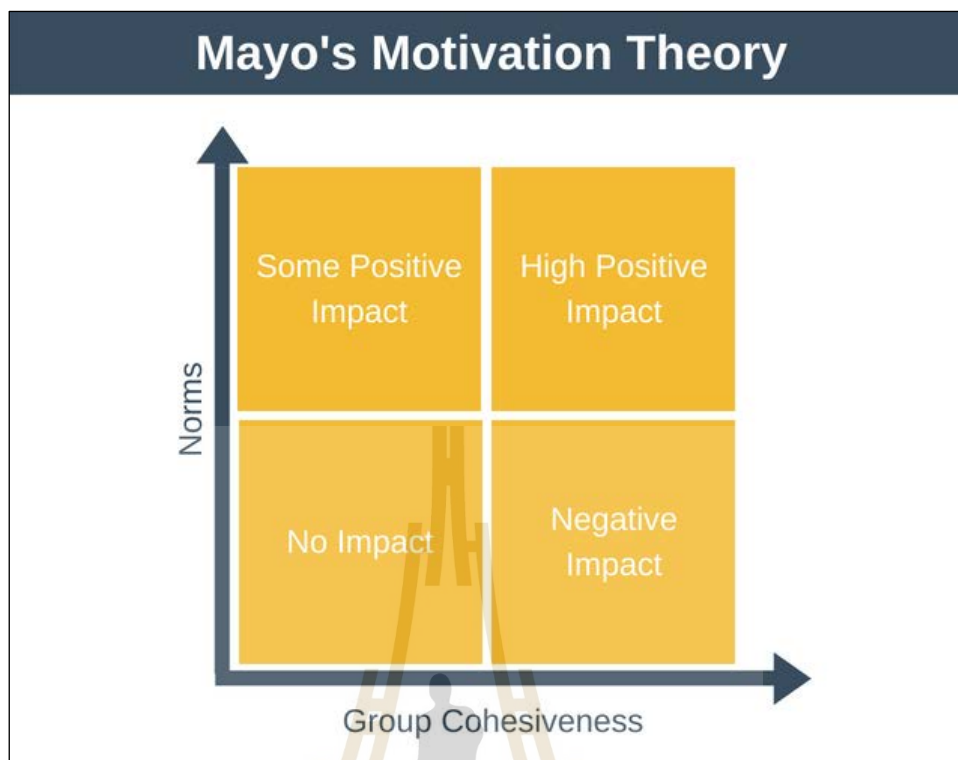 Mayo's Motivation Theory
Some Positive
Impact
High Positive
Impact
Norms
No Impact
Negative
Impact
Group Cohesiveness